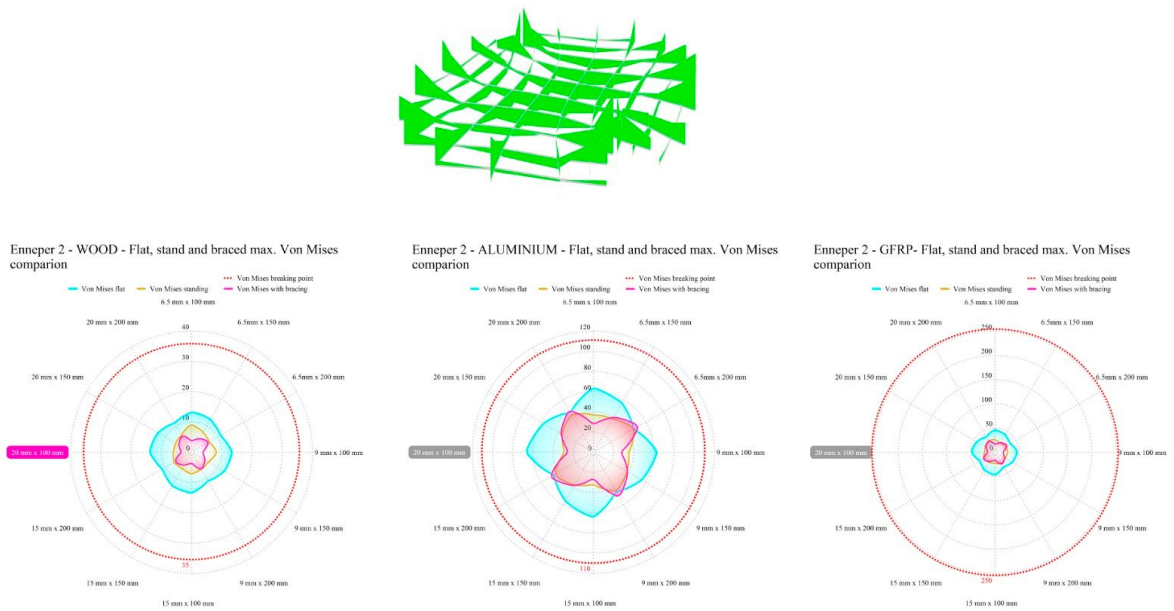 Enneper 2 - WOOD - Flat, stand and braced max. Von Mises
comparion
Von Mises breaking point
Von Mises flat
Von Mises standing
Von Mises with bracing
6.5 mm x 100 mm
6.5mm x 150 mm
6.5mm x 200 mm
9 mm x 100 mm
9 mm x 150 mm
9 mm x 200 mm
15 mm x 100 mm
15 mm x 150 mm
15 mm x 200 mm
20 mm x 100 mm
20 mm x 150 mm
20 mm x 200 mm
40
30
20
10
0
35
Enneper 2 - ALUMINIUM - Flat, stand and braced max. Von Mises
comparion
Von Mises breaking point
Von Mises flat
Von Mises standing
Von Mises with bracing
6.5 mm x 100 mm
6.5mm x 150 mm
6.5mm x 200 mm
9 mm x 100 mm
9 mm x 150 mm
9 mm x 200 mm
15 mm x 100 mm
15 mm x 150 mm
15 mm x 200 mm
20 mm x 100 mm
20 mm x 150 mm
20 mm x 200 mm
120
100
80
60
40
20
0
110
Enneper 2 - GFRP- Flat, stand and braced max. Von Mises
comparion
Von Mises breaking point
Von Mises flat
Von Mises standing
Von Mises with bracing
6.5 mm x 100 mm
6.5mm x 150 mm
6.5mm x 200 mm
9 mm x 100 mm
9 mm x 150 mm
9 mm x 200 mm
15 mm x 100 mm
15 mm x 150 mm
15 mm x 200 mm
20 mm x 100 mm
20 mm x 150 mm
20 mm x 200 mm
250
200
150
100
50
0
250